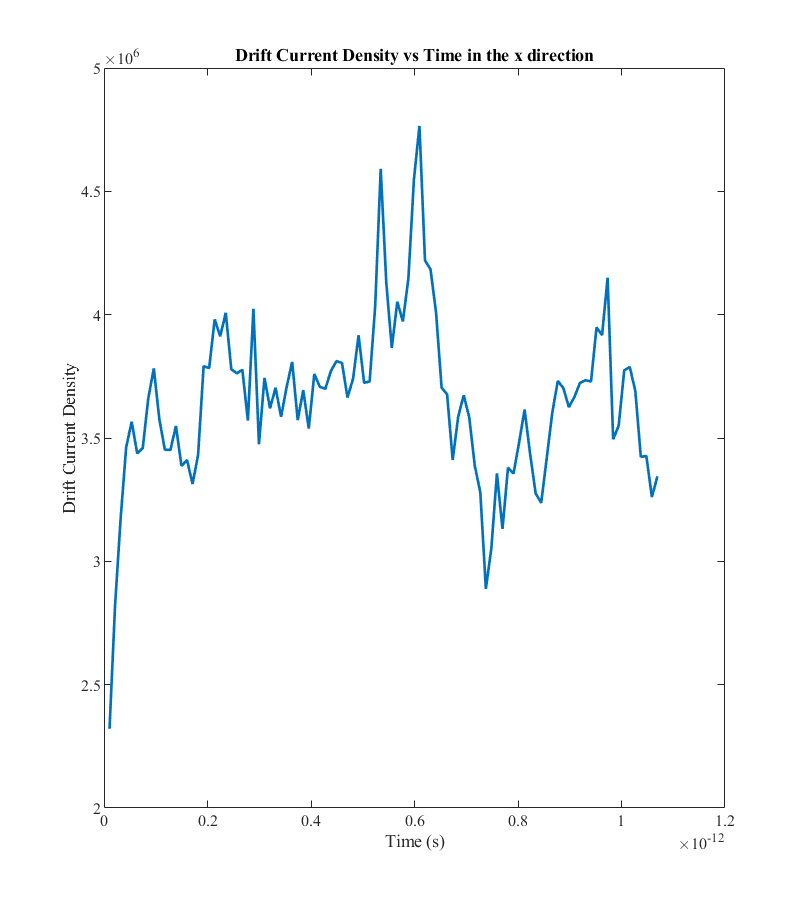 Drift Current Density vs Time in the x direction
×10^6
5
4.5
4
3.5
3
2.5
2
Drift Current Density
0 0.2 0.4 0.6 0.8 1 1.2
Time (s)
×10^-12